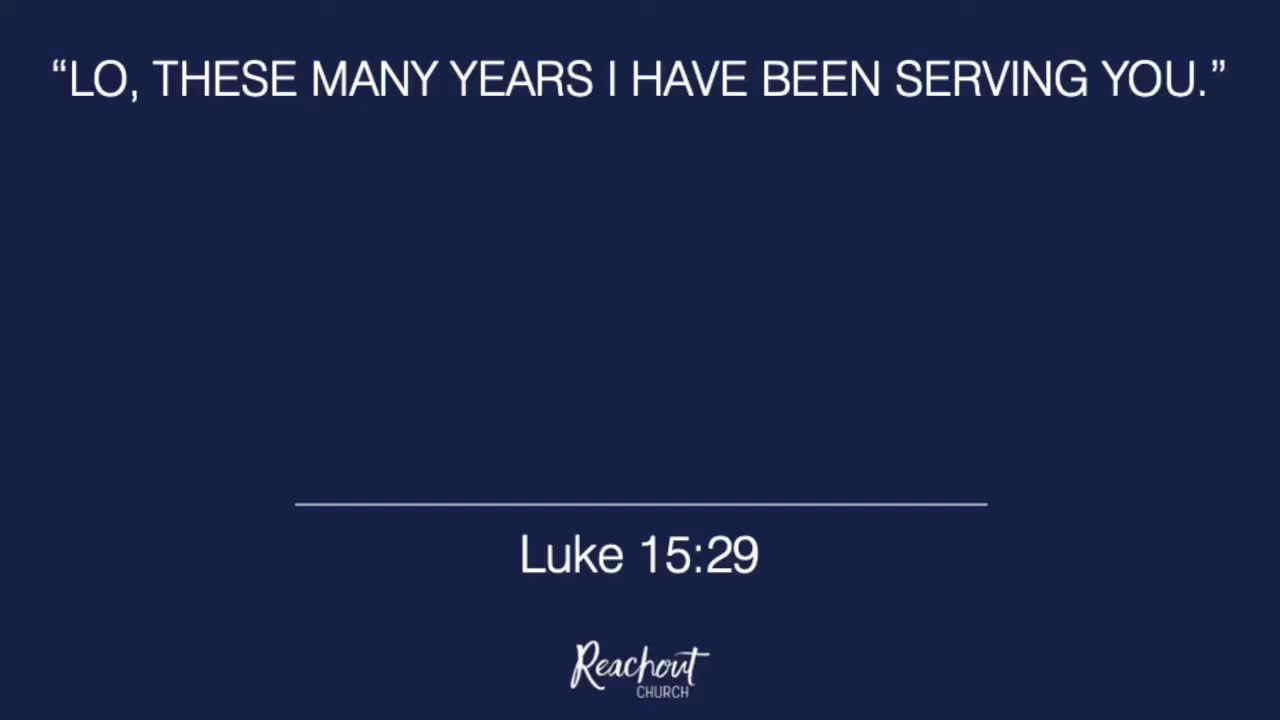 “LO, THESE MANY YEARS I HAVE BEEN SERVING YOU.”
Luke 15:29
Reachout
CHURCH